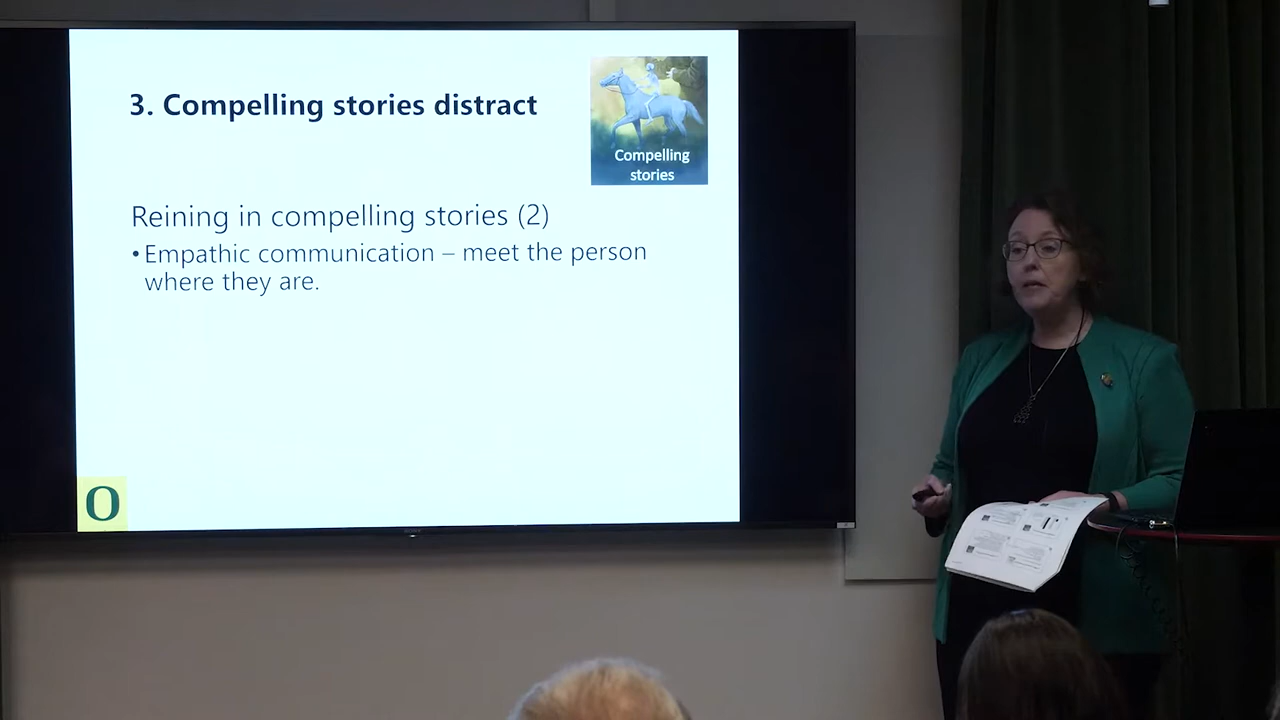 3. Compelling stories distract
Compelling
stories
Reining in compelling stories (2)
• Empathic communication – meet the person
where they are.
O